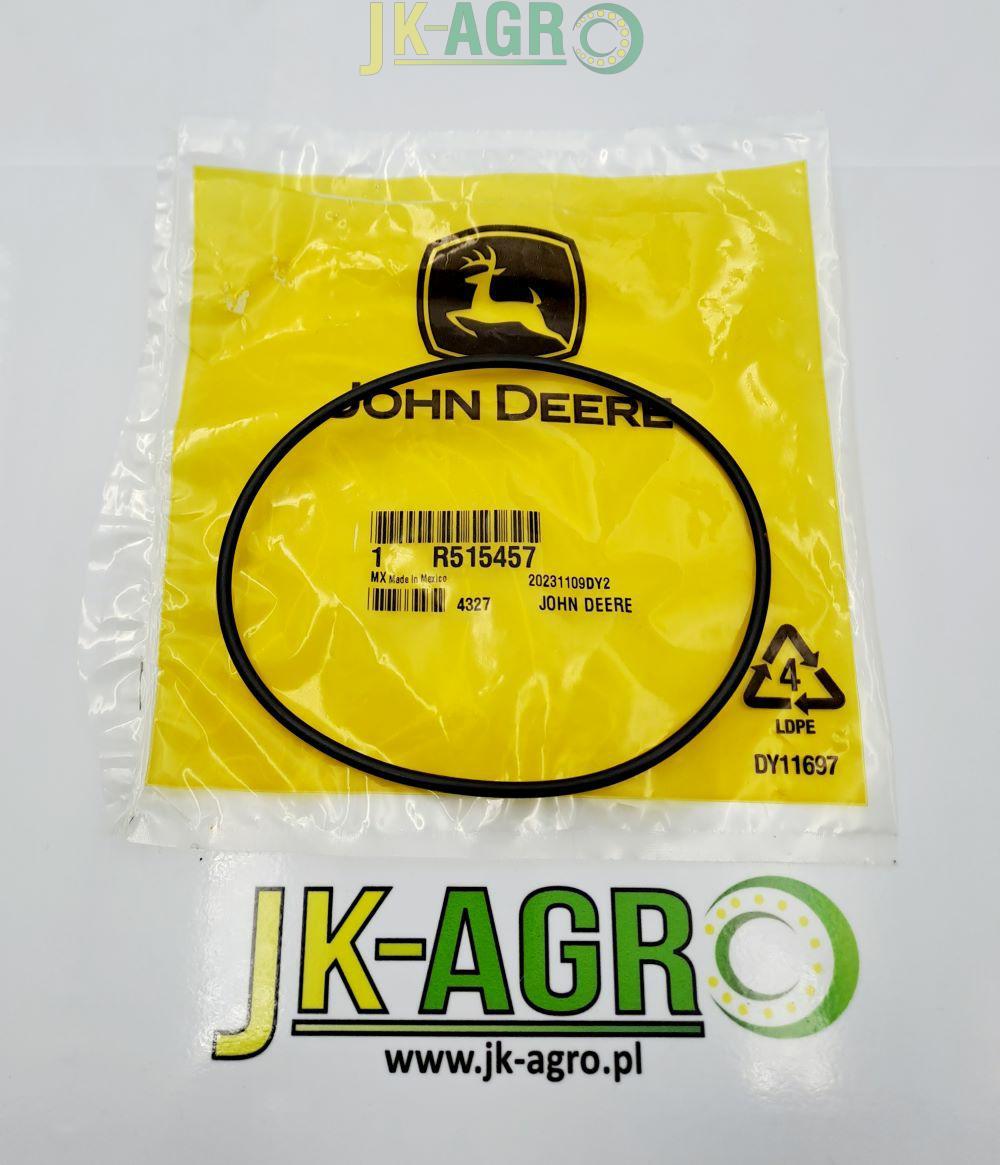 JK-AGRO
JOHN DEERE
1 R515457
MX Made In Mexico 20231109DY2
4327 JOHN DEERE
4
LDPE
DY11697
JK-AGRO
www.jk-agro.pl